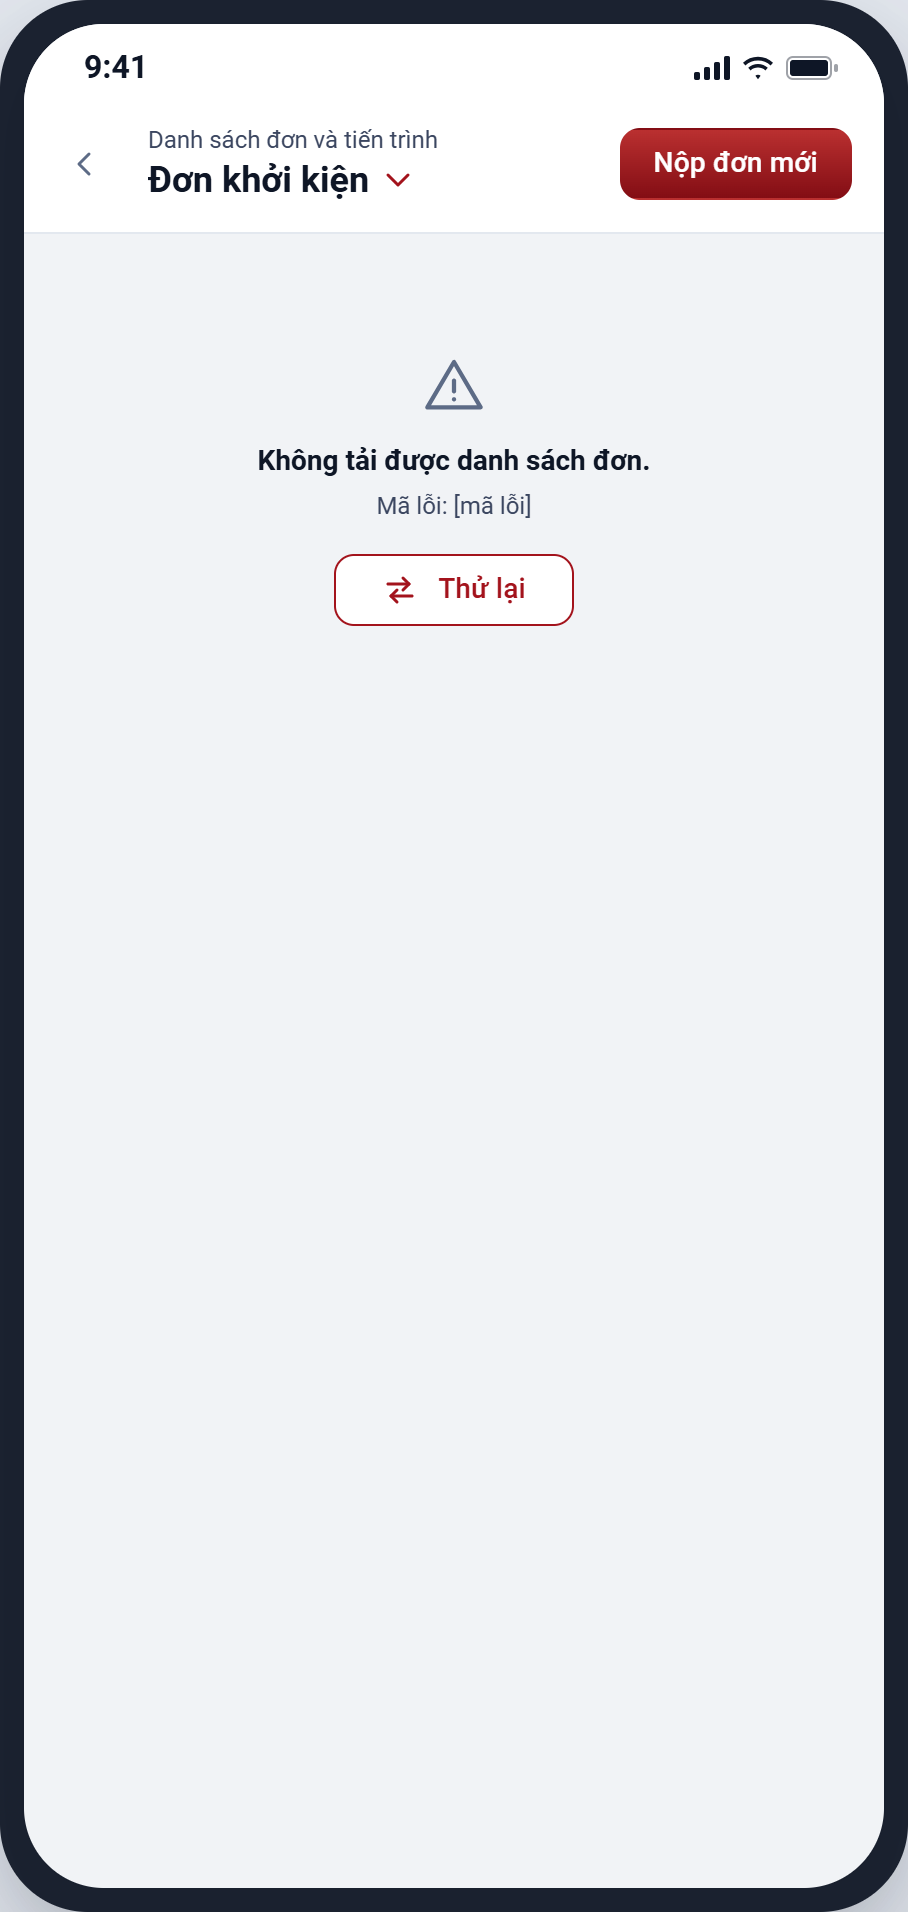 9:41
Danh sách đơn và tiến trình
Đơn khởi kiện
Nộp đơn mới
Không tải được danh sách đơn.
Mã lỗi: [mã lỗi]
Thử lại